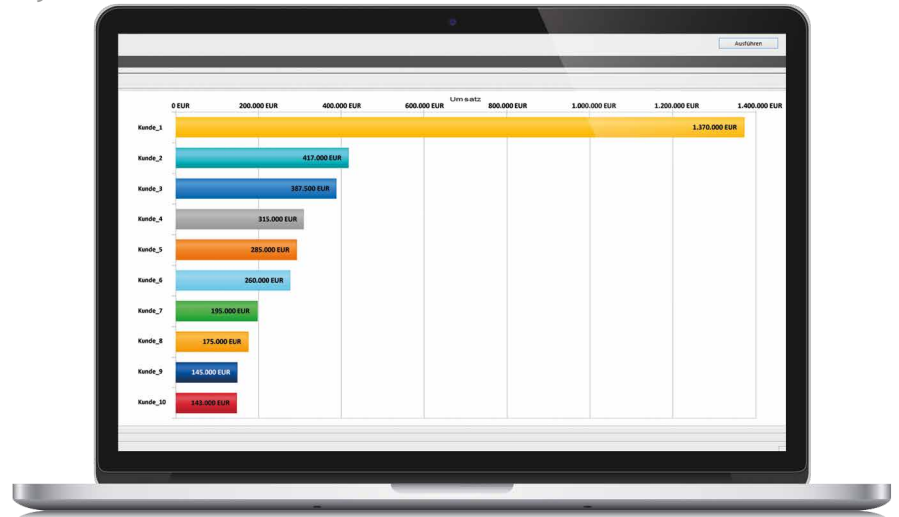 Ausführen
Umsatz
0 EUR 200.000 EUR 400.000 EUR 600.000 EUR 800.000 EUR 1.000.000 EUR 1.200.000 EUR 1.400.000 EUR
Kunde_1 1.370.000 EUR
Kunde_2 417.000 EUR
Kunde_3 387.500 EUR
Kunde_4 315.000 EUR
Kunde_5 285.000 EUR
Kunde_6 260.000 EUR
Kunde_7 195.000 EUR
Kunde_8 175.000 EUR
Kunde_9 145.000 EUR
Kunde_10 143.000 EUR